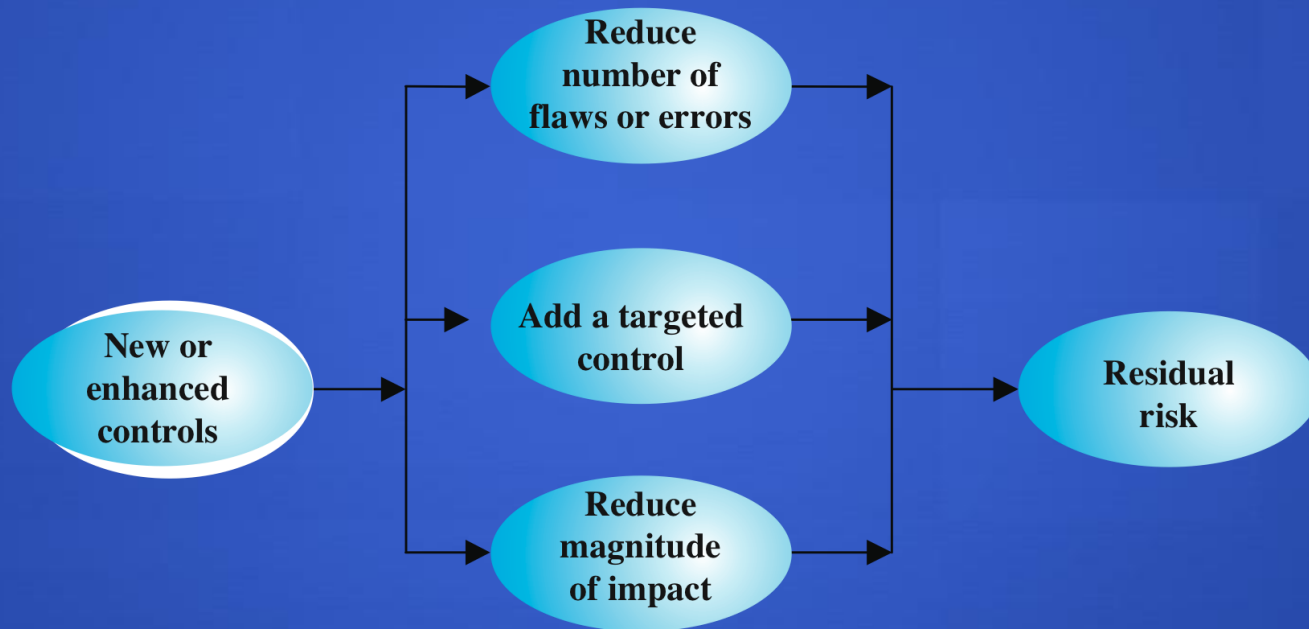 New or
enhanced
controls
Reduce
number of
flaws or errors
Add a targeted
control
Reduce
magnitude
of impact
Residual
risk